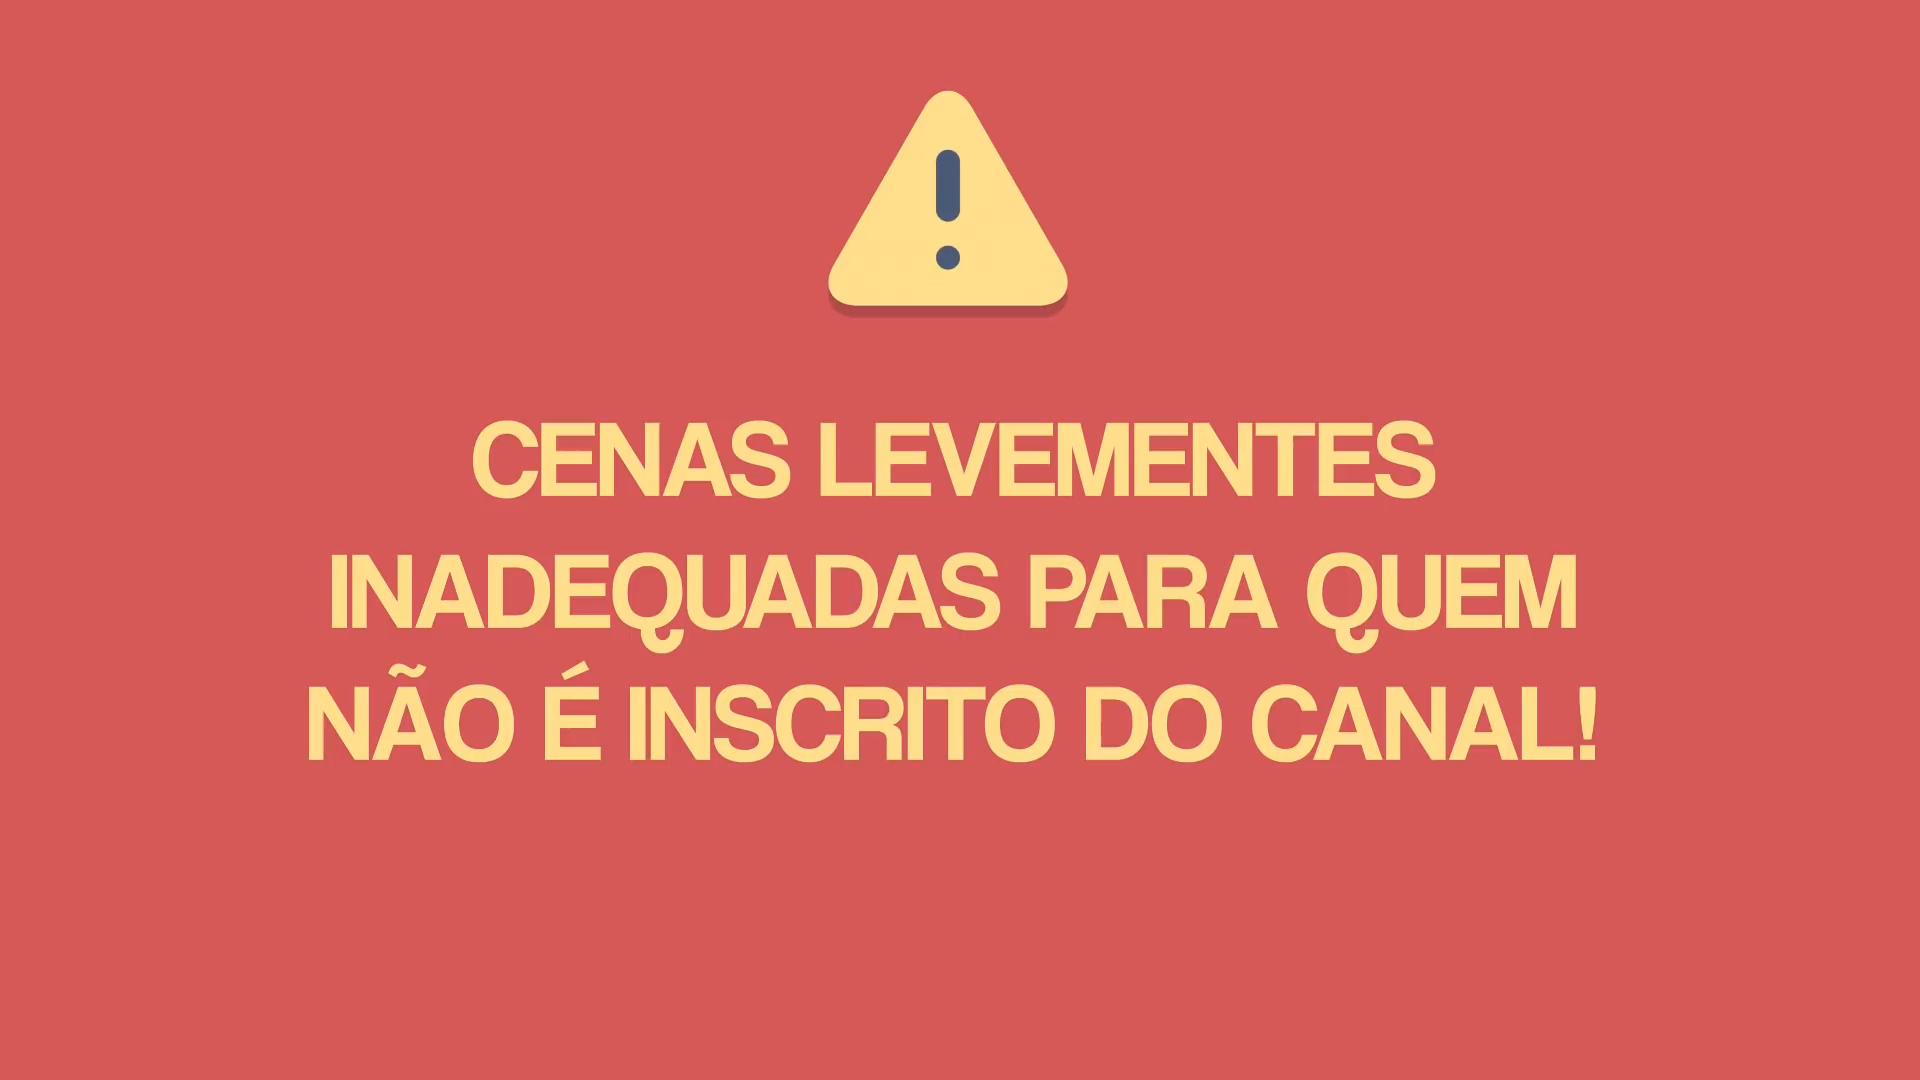 CENAS LEVEMENTES
INADEQUADAS PARA QUEM
NÃO É INSCRITO DO CANAL!